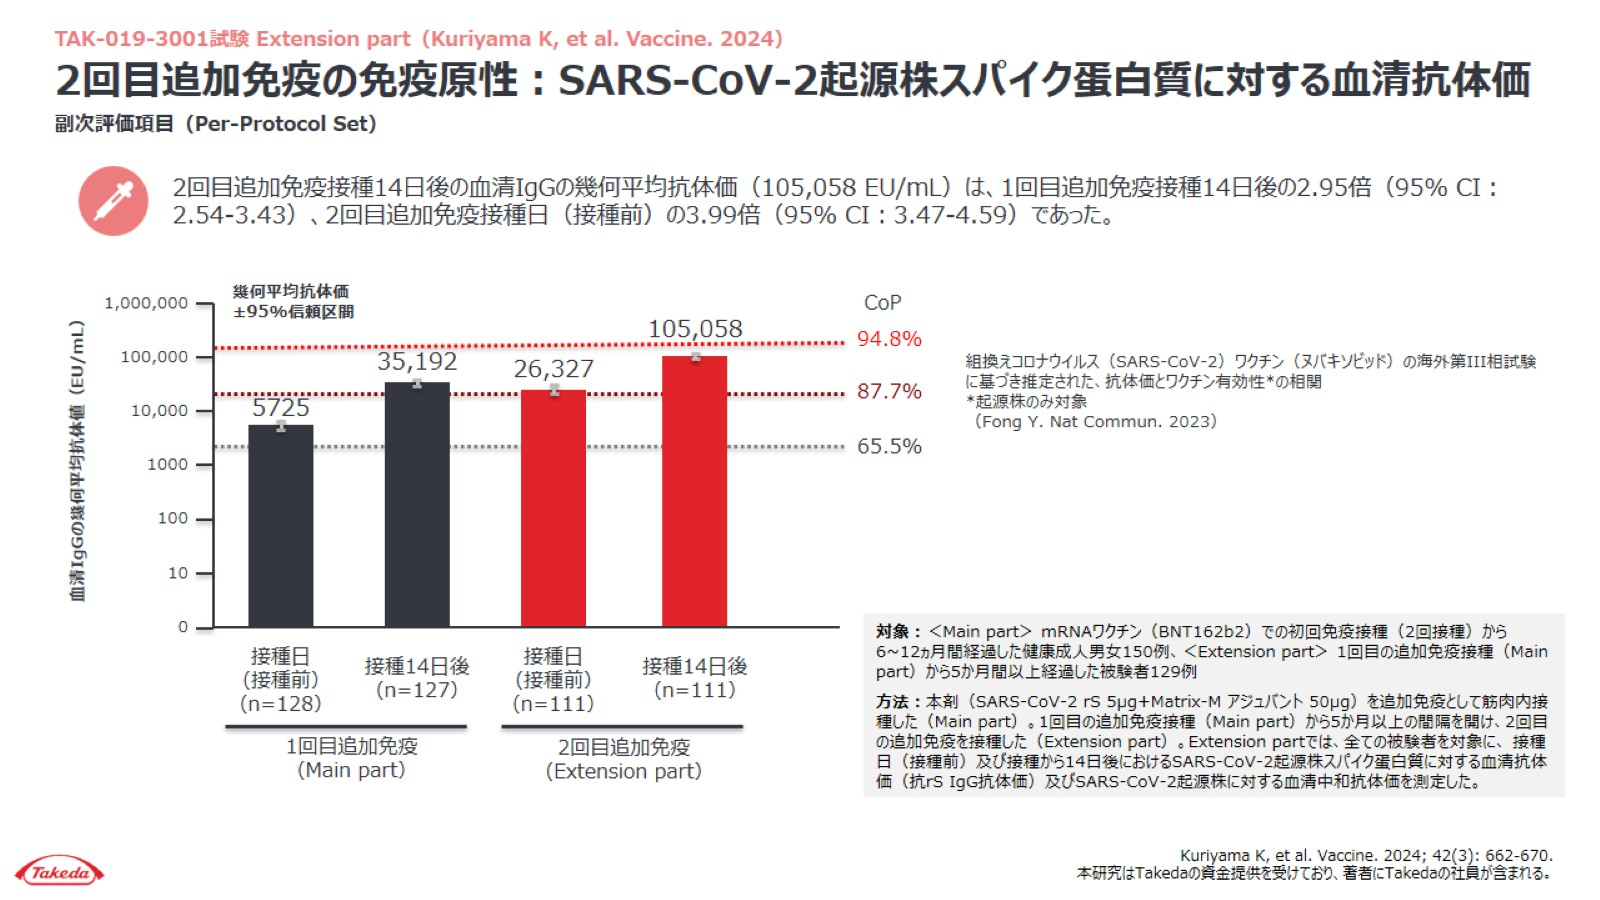 TAK-019-3001試験 Extension part（Kuriyama K, et al. Vaccine. 2024）
2回目追加免疫の免疫原性：SARS-CoV-2起源株スパイク蛋白質に対する血清抗体価
副次評価項目（Per-Protocol Set）
2回目追加免疫接種14日後の血清IgGの幾何平均抗体価（105,058 EU/mL）は、1回目追加免疫接種14日後の2.95倍（95% CI：
2.54-3.43）、2回目追加免疫接種日（接種前）の3.99倍（95% CI：3.47-4.59）であった。
血清IgGの幾何平均抗体値（EU/mL）
幾何平均抗体価
±95%信頼区間
1,000,000
100,000
10,000
1000
100
10
0
5725
35,192
26,327
105,058
CoP
94.8%
87.7%
65.5%
接種日
（接種前）
（n=128）
接種14日後
（n=127）
接種日
（接種前）
（n=111）
接種14日後
（n=111）
1回目追加免疫
（Main part）
2回目追加免疫
（Extension part）
組換えコロナウイルス（SARS-CoV-2）ワクチン（ヌバキソビッド）の海外第III相試験
に基づき推定された、抗体価とワクチン有効性*の相関
*起源株のみ対象
（Fong Y. Nat Commun. 2023）
対象：＜Main part＞ mRNAワクチン（BNT162b2）での初回免疫接種（2回接種）から
6~12ヵ月間経過した健康成人男女150例、＜Extension part＞ 1回目の追加免疫接種（Main
part）から5か月間以上経過した被験者129例
方法：本剤（SARS-CoV-2 rS 5μg+Matrix-M アジュバント 50μg）を追加免疫として筋肉内接
種した（Main part）。1回目の追加免疫接種（Main part）から5か月以上の間隔を開け、2回目
の追加免疫を接種した（Extension part）。Extension partでは、全ての被験者を対象に、接種
日（接種前）及び接種から14日後におけるSARS-CoV-2起源株スパイク蛋白質に対する血清抗体
価（抗rS IgG抗体価）及びSARS-CoV-2起源株に対する血清中和抗体価を測定した。
Takeda
Kuriyama K, et al. Vaccine. 2024; 42(3): 662-670.
本研究はTakedaの資金提供を受けており、著者にTakedaの社員が含まれる。